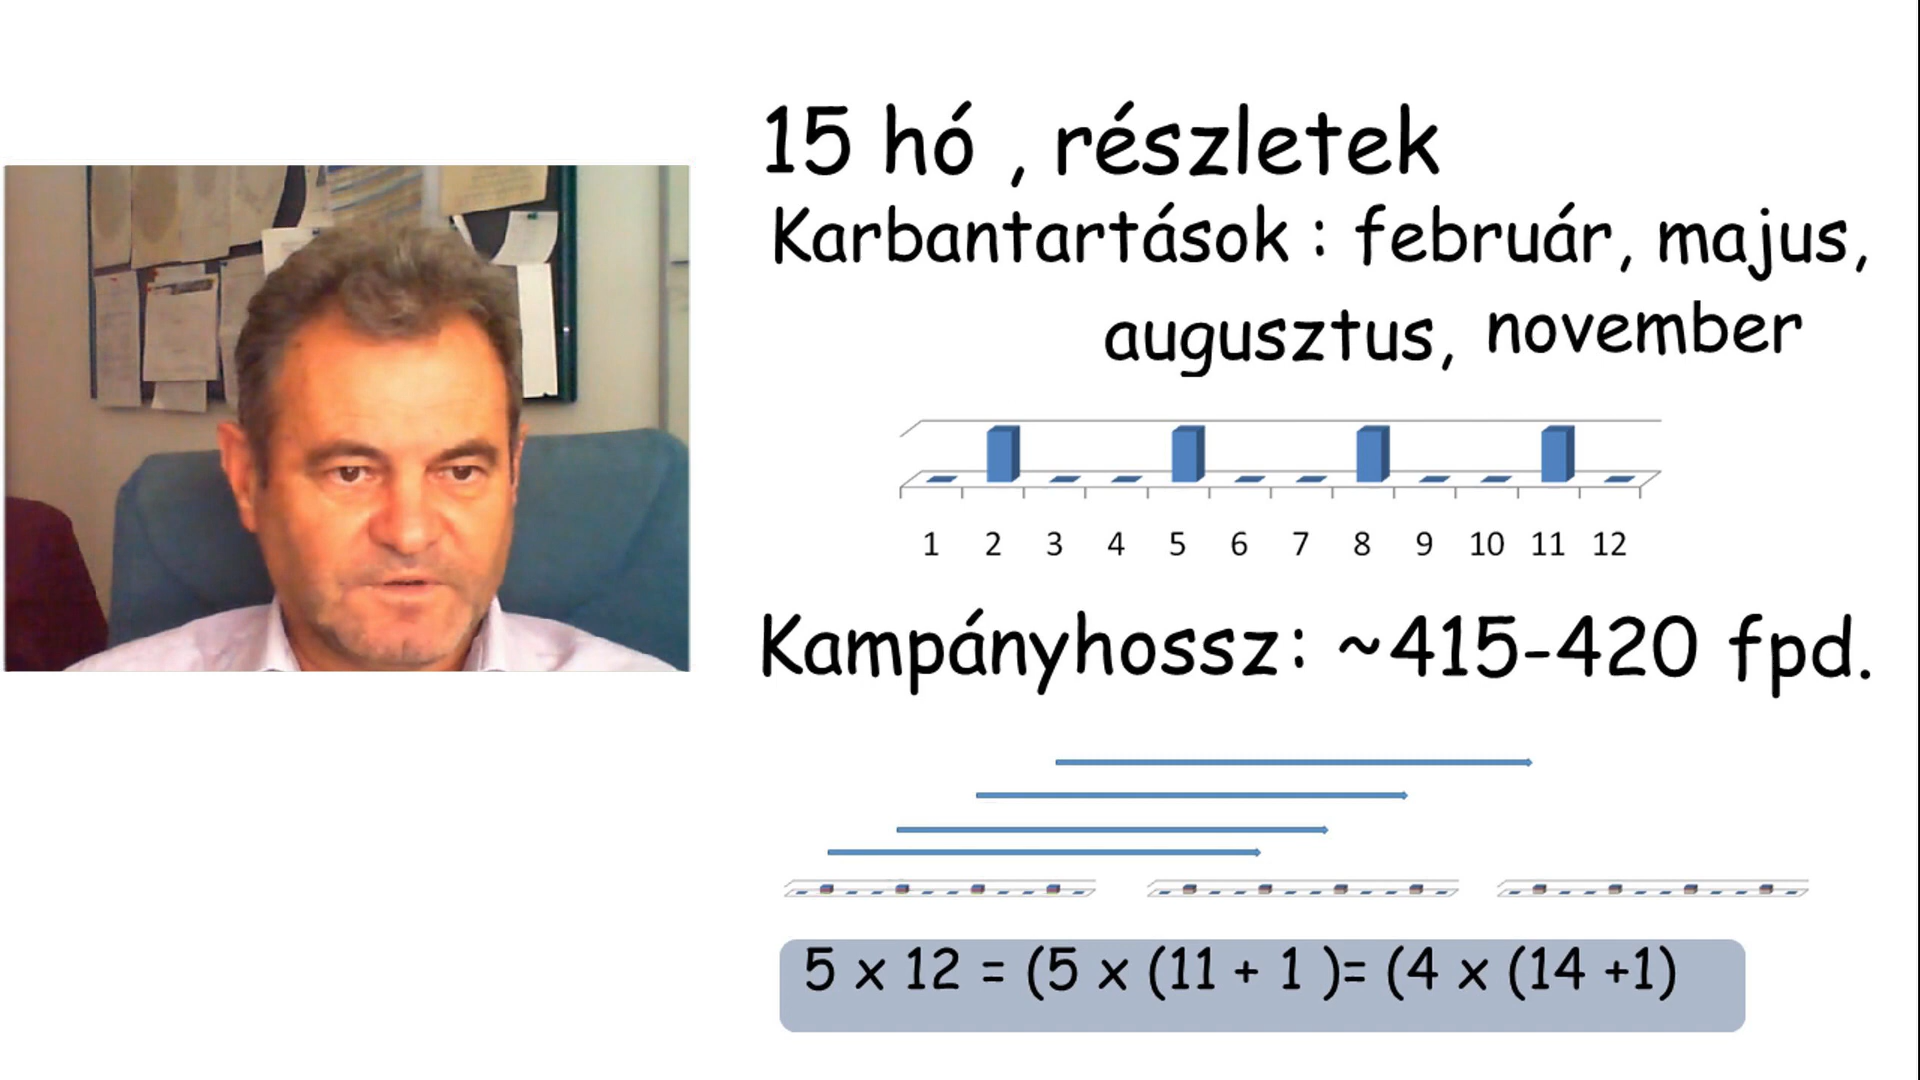 15 hó , részletek
Karbantartások : február, majus,
augusztus, november
1 2 3 4 5 6 7 8 9 10 11 12
Kampányhossz: ~415-420 fpd.
5 x 12 = (5 x (11 + 1 )= (4 x (14 +1)